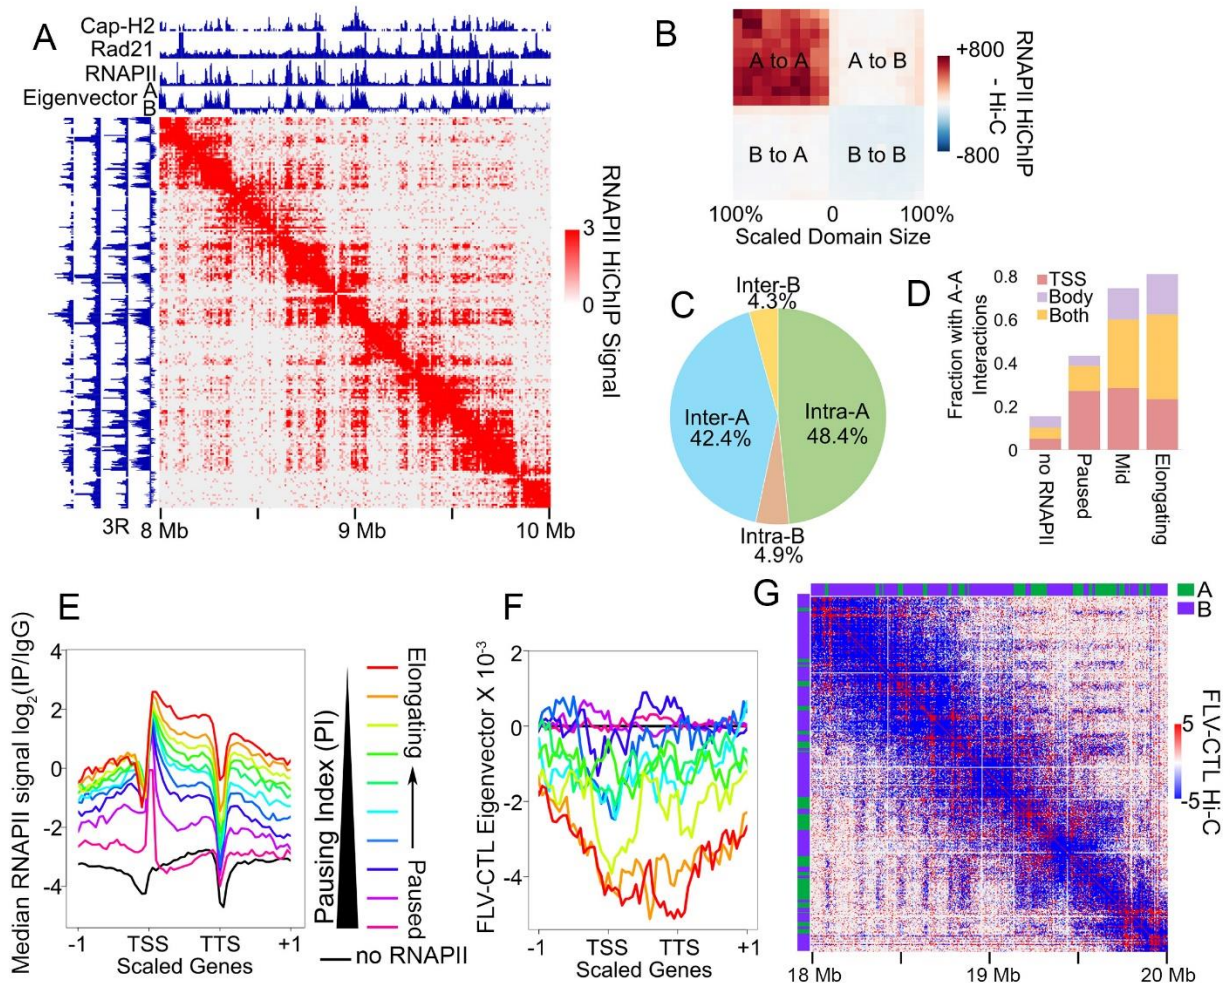 A
Cap-H2
Rad21
RNAPII
Eigenvector A
B
RNAPII HiChIP Signal
3
0
3R 8 Mb 9 Mb 10 Mb
B
A to A A to B
B to A B to B
+800
-800
RNAPII HiChIP
- Hi-C
100% 0 100%
Scaled Domain Size
C
Inter-B
4.3%
Inter-A
42.4%
Intra-A
48.4%
Intra-B
4.9%
D
Fraction with A-A
Interactions
0.8
0.6
0.4
0.2
0
TSS
Body
Both
no RNAPII
Paused
Mid
Elongating
E
Median RNAPII signal log2(IP/IgG)
4
2
0
-2
-4
-1 TSS TTS +1
Scaled Genes
Pausing Index (PI)
Elongating
Paused
no RNAPII
F
FLV-CTL Eigenvector X 10-3
2
0
-2
-4
-1 TSS TTS +1
Scaled Genes
G
A
B
FLV-CTL Hi-C
5
-5
18 Mb 19 Mb 20 Mb